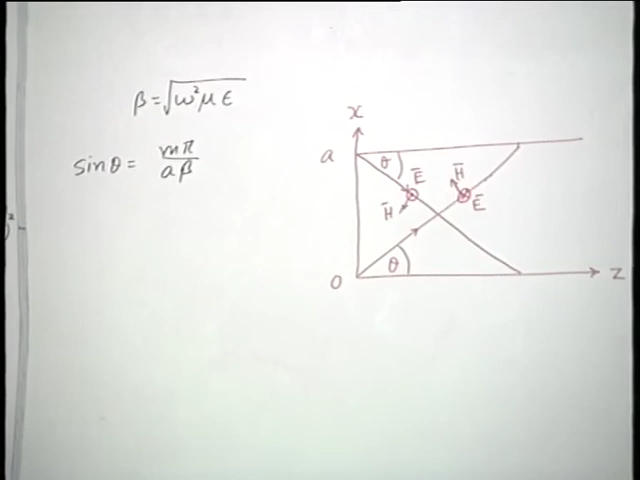 β = √ω²μϵ
sinθ = mπ / aβ
x
a
θ
E̅
H̅
H̅
E̅
θ
0
z